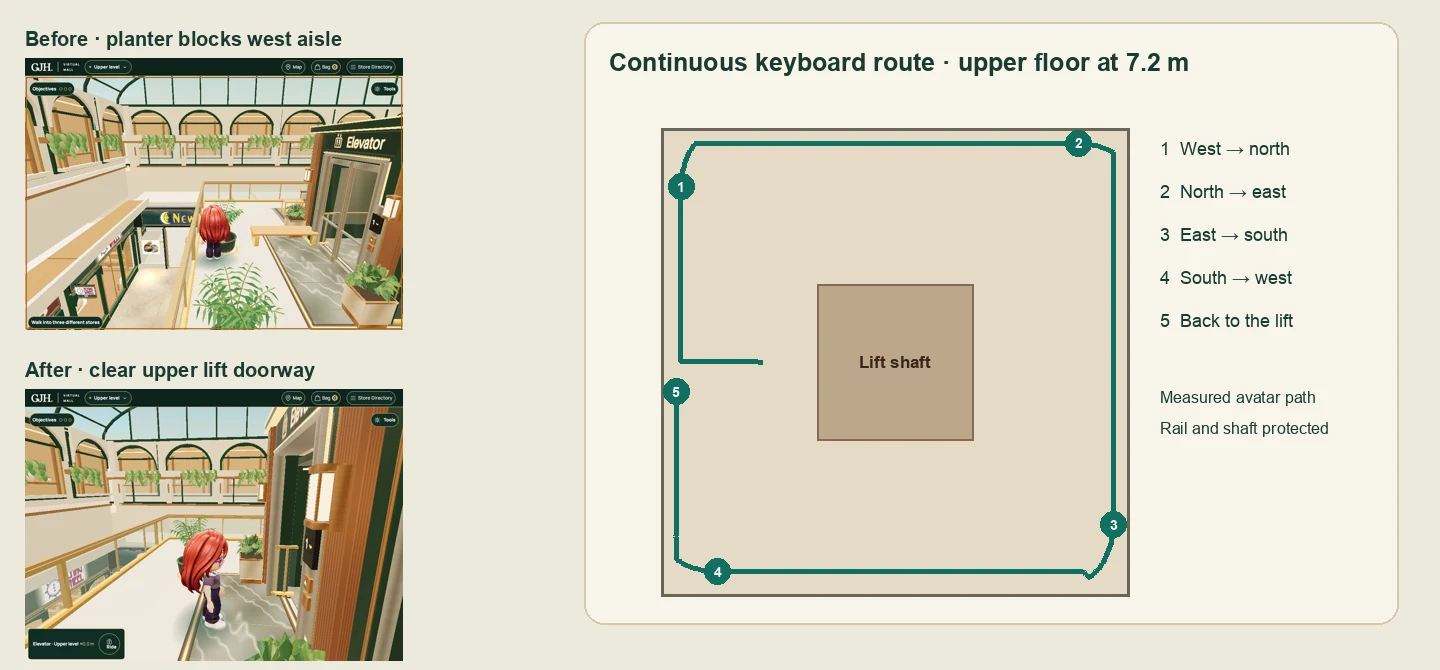 Before · planter blocks west aisle
GJH. VIRTUAL MALL Upper level Map Bag 0 Store Directory
Objectives Tools
Elevator
NEW
Walk into three different stores
After · clear upper lift doorway
GJH. VIRTUAL MALL Upper level Map Bag 0 Store Directory
Objectives Tools
Elevator · Upper level
Ride
Continuous keyboard route · upper floor at 7.2 m
1
2
3
4
5
Lift shaft
1 West → north
2 North → east
3 East → south
4 South → west
5 Back to the lift
Measured avatar path
Rail and shaft protected